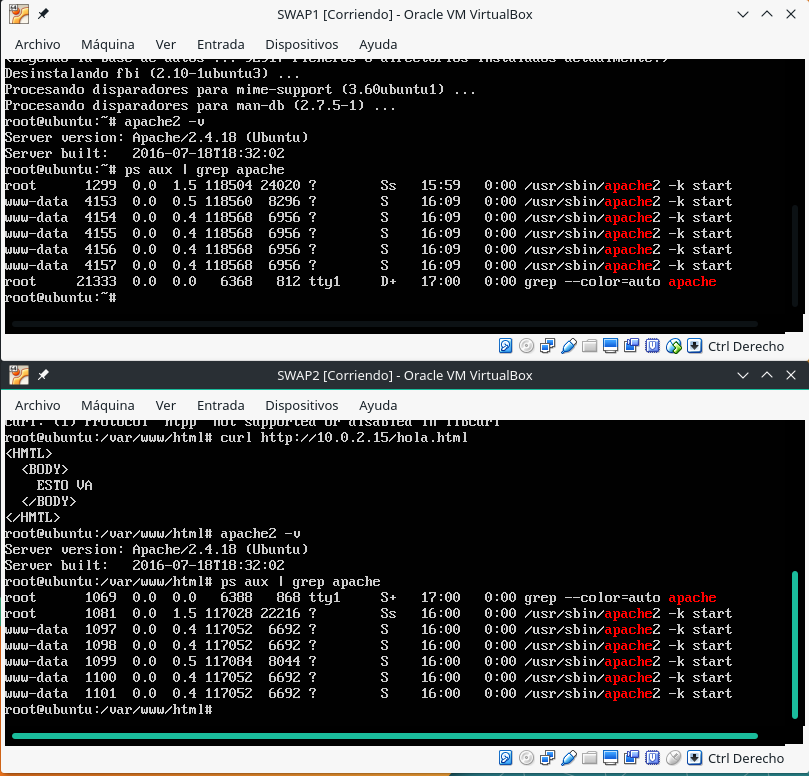 SWAP1 [Corriendo] - Oracle VM VirtualBox
Archivo Máquina Ver Entrada Dispositivos Ayuda
Desinstalando fbi (2.10-1ubuntu3) ...
Procesando disparadores para mime-support (3.60ubuntu1) ...
Procesando disparadores para man-db (2.7.5-1) ...
root@ubuntu:~# apache2 -v
Server version: Apache/2.4.18 (Ubuntu)
Server built:   2016-07-18T18:32:02
root@ubuntu:~# ps aux | grep apache
root      1299  0.0  1.5 118504 24020 ?        Ss   15:59   0:00 /usr/sbin/apache2 -k start
www-data  4153  0.0  0.5 118560  8296 ?        S    16:09   0:00 /usr/sbin/apache2 -k start
www-data  4154  0.0  0.4 118568  6956 ?        S    16:09   0:00 /usr/sbin/apache2 -k start
www-data  4155  0.0  0.4 118568  6956 ?        S    16:09   0:00 /usr/sbin/apache2 -k start
www-data  4156  0.0  0.4 118568  6956 ?        S    16:09   0:00 /usr/sbin/apache2 -k start
www-data  4157  0.0  0.4 118568  6956 ?        S    16:09   0:00 /usr/sbin/apache2 -k start
root     21333  0.0  0.0   6368   812 tty1     D+   17:00   0:00 grep --color=auto apache
root@ubuntu:~#
Ctrl Derecho
SWAP2 [Corriendo] - Oracle VM VirtualBox
Archivo Máquina Ver Entrada Dispositivos Ayuda
curl: (1) Protocol "htpp" not supported or disabled in libcurl
root@ubuntu:/var/www/html# curl http://10.0.2.15/hola.html
<HMTL>
  <BODY>
    ESTO VA
  </BODY>
</HMTL>
root@ubuntu:/var/www/html# apache2 -v
Server version: Apache/2.4.18 (Ubuntu)
Server built:   2016-07-18T18:32:02
root@ubuntu:/var/www/html# ps aux | grep apache
root      1069  0.0  0.0   6388   868 tty1     S+   17:00   0:00 grep --color=auto apache
root      1081  0.0  1.5 117028 22216 ?        Ss   16:00   0:00 /usr/sbin/apache2 -k start
www-data  1097  0.0  0.4 117052  6692 ?        S    16:00   0:00 /usr/sbin/apache2 -k start
www-data  1098  0.0  0.4 117052  6692 ?        S    16:00   0:00 /usr/sbin/apache2 -k start
www-data  1099  0.0  0.5 117084  8044 ?        S    16:00   0:00 /usr/sbin/apache2 -k start
www-data  1100  0.0  0.4 117052  6692 ?        S    16:00   0:00 /usr/sbin/apache2 -k start
www-data  1101  0.0  0.4 117052  6692 ?        S    16:00   0:00 /usr/sbin/apache2 -k start
root@ubuntu:/var/www/html#
Ctrl Derecho